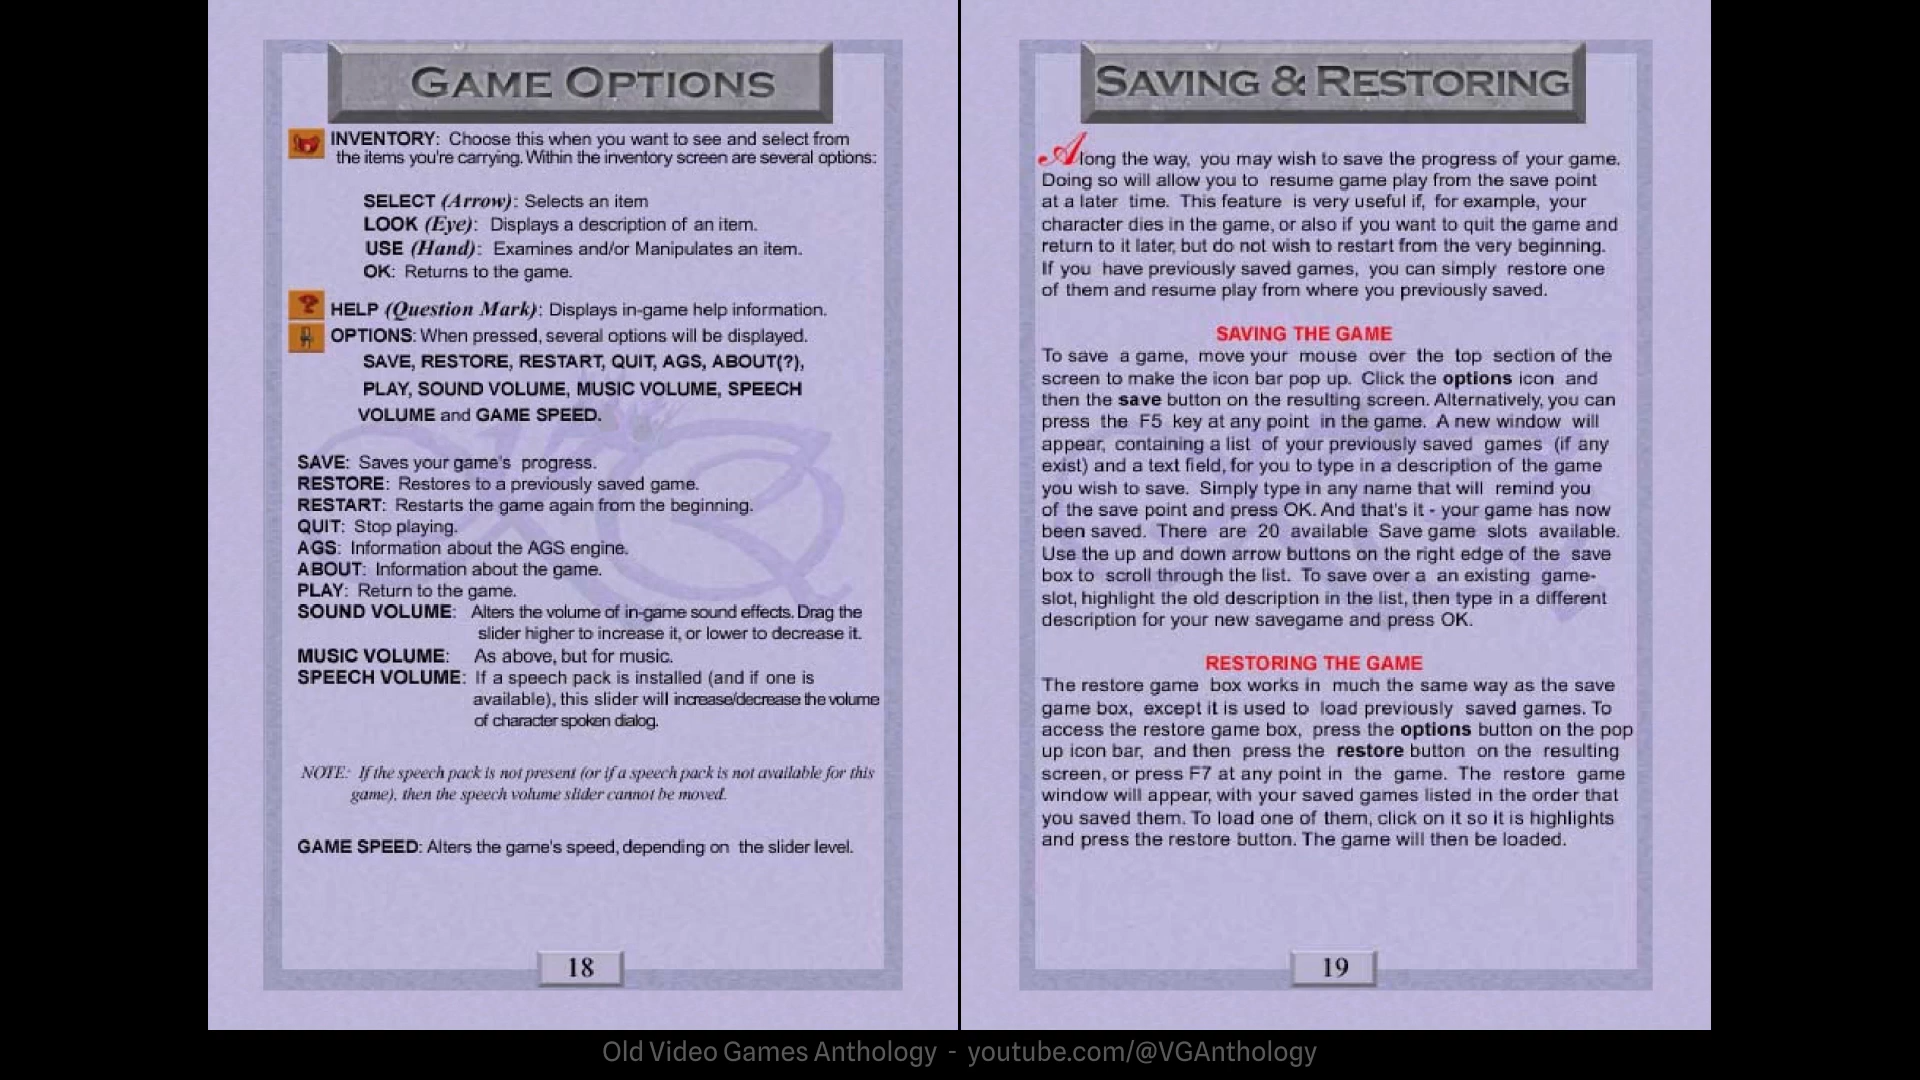 GAME OPTIONS
INVENTORY: Choose this when you want to see and select from
the items you're carrying. Within the inventory screen are several options:
SELECT (Arrow): Selects an item
LOOK (Eye): Displays a description of an item.
USE (Hand): Examines and/or Manipulates an item.
OK: Returns to the game.
HELP (Question Mark): Displays in-game help information.
OPTIONS: When pressed, several options will be displayed.
SAVE, RESTORE, RESTART, QUIT, AGS, ABOUT(?),
PLAY, SOUND VOLUME, MUSIC VOLUME, SPEECH
VOLUME and GAME SPEED.
SAVE: Saves your game's progress.
RESTORE: Restores to a previously saved game.
RESTART: Restarts the game again from the beginning.
QUIT: Stop playing.
AGS: Information about the AGS engine.
ABOUT: Information about the game.
PLAY: Return to the game.
SOUND VOLUME: Alters the volume of in-game sound effects. Drag the
slider higher to increase it, or lower to decrease it.
MUSIC VOLUME: As above, but for music.
SPEECH VOLUME: If a speech pack is installed (and if one is
available), this slider will increase/decrease the volume
of character spoken dialog.
NOTE: If the speech pack is not present (or if a speech pack is not available for this
game), then the speech volume slider cannot be moved.
GAME SPEED: Alters the game's speed, depending on the slider level.
18
SAVING & RESTORING
Along the way, you may wish to save the progress of your game.
Doing so will allow you to resume game play from the save point
at a later time. This feature is very useful if, for example, your
character dies in the game, or also if you want to quit the game and
return to it later, but do not wish to restart from the very beginning.
If you have previously saved games, you can simply restore one
of them and resume play from where you previously saved.
SAVING THE GAME
To save a game, move your mouse over the top section of the
screen to make the icon bar pop up. Click the options icon and
then the save button on the resulting screen. Alternatively, you can
press the F5 key at any point in the game. A new window will
appear, containing a list of your previously saved games (if any
exist) and a text field, for you to type in a description of the game
you wish to save. Simply type in any name that will remind you
of the save point and press OK. And that's it - your game has now
been saved. There are 20 available Save game slots available.
Use the up and down arrow buttons on the right edge of the save
box to scroll through the list. To save over a an existing game-
slot, highlight the old description in the list, then type in a different
description for your new savegame and press OK.
RESTORING THE GAME
The restore game box works in much the same way as the save
game box, except it is used to load previously saved games. To
access the restore game box, press the options button on the pop
up icon bar, and then press the restore button on the resulting
screen, or press F7 at any point in the game. The restore game
window will appear, with your saved games listed in the order that
you saved them. To load one of them, click on it so it is highlights
and press the restore button. The game will then be loaded.
19
Old Video Games Anthology - youtube.com/@VGAnthology